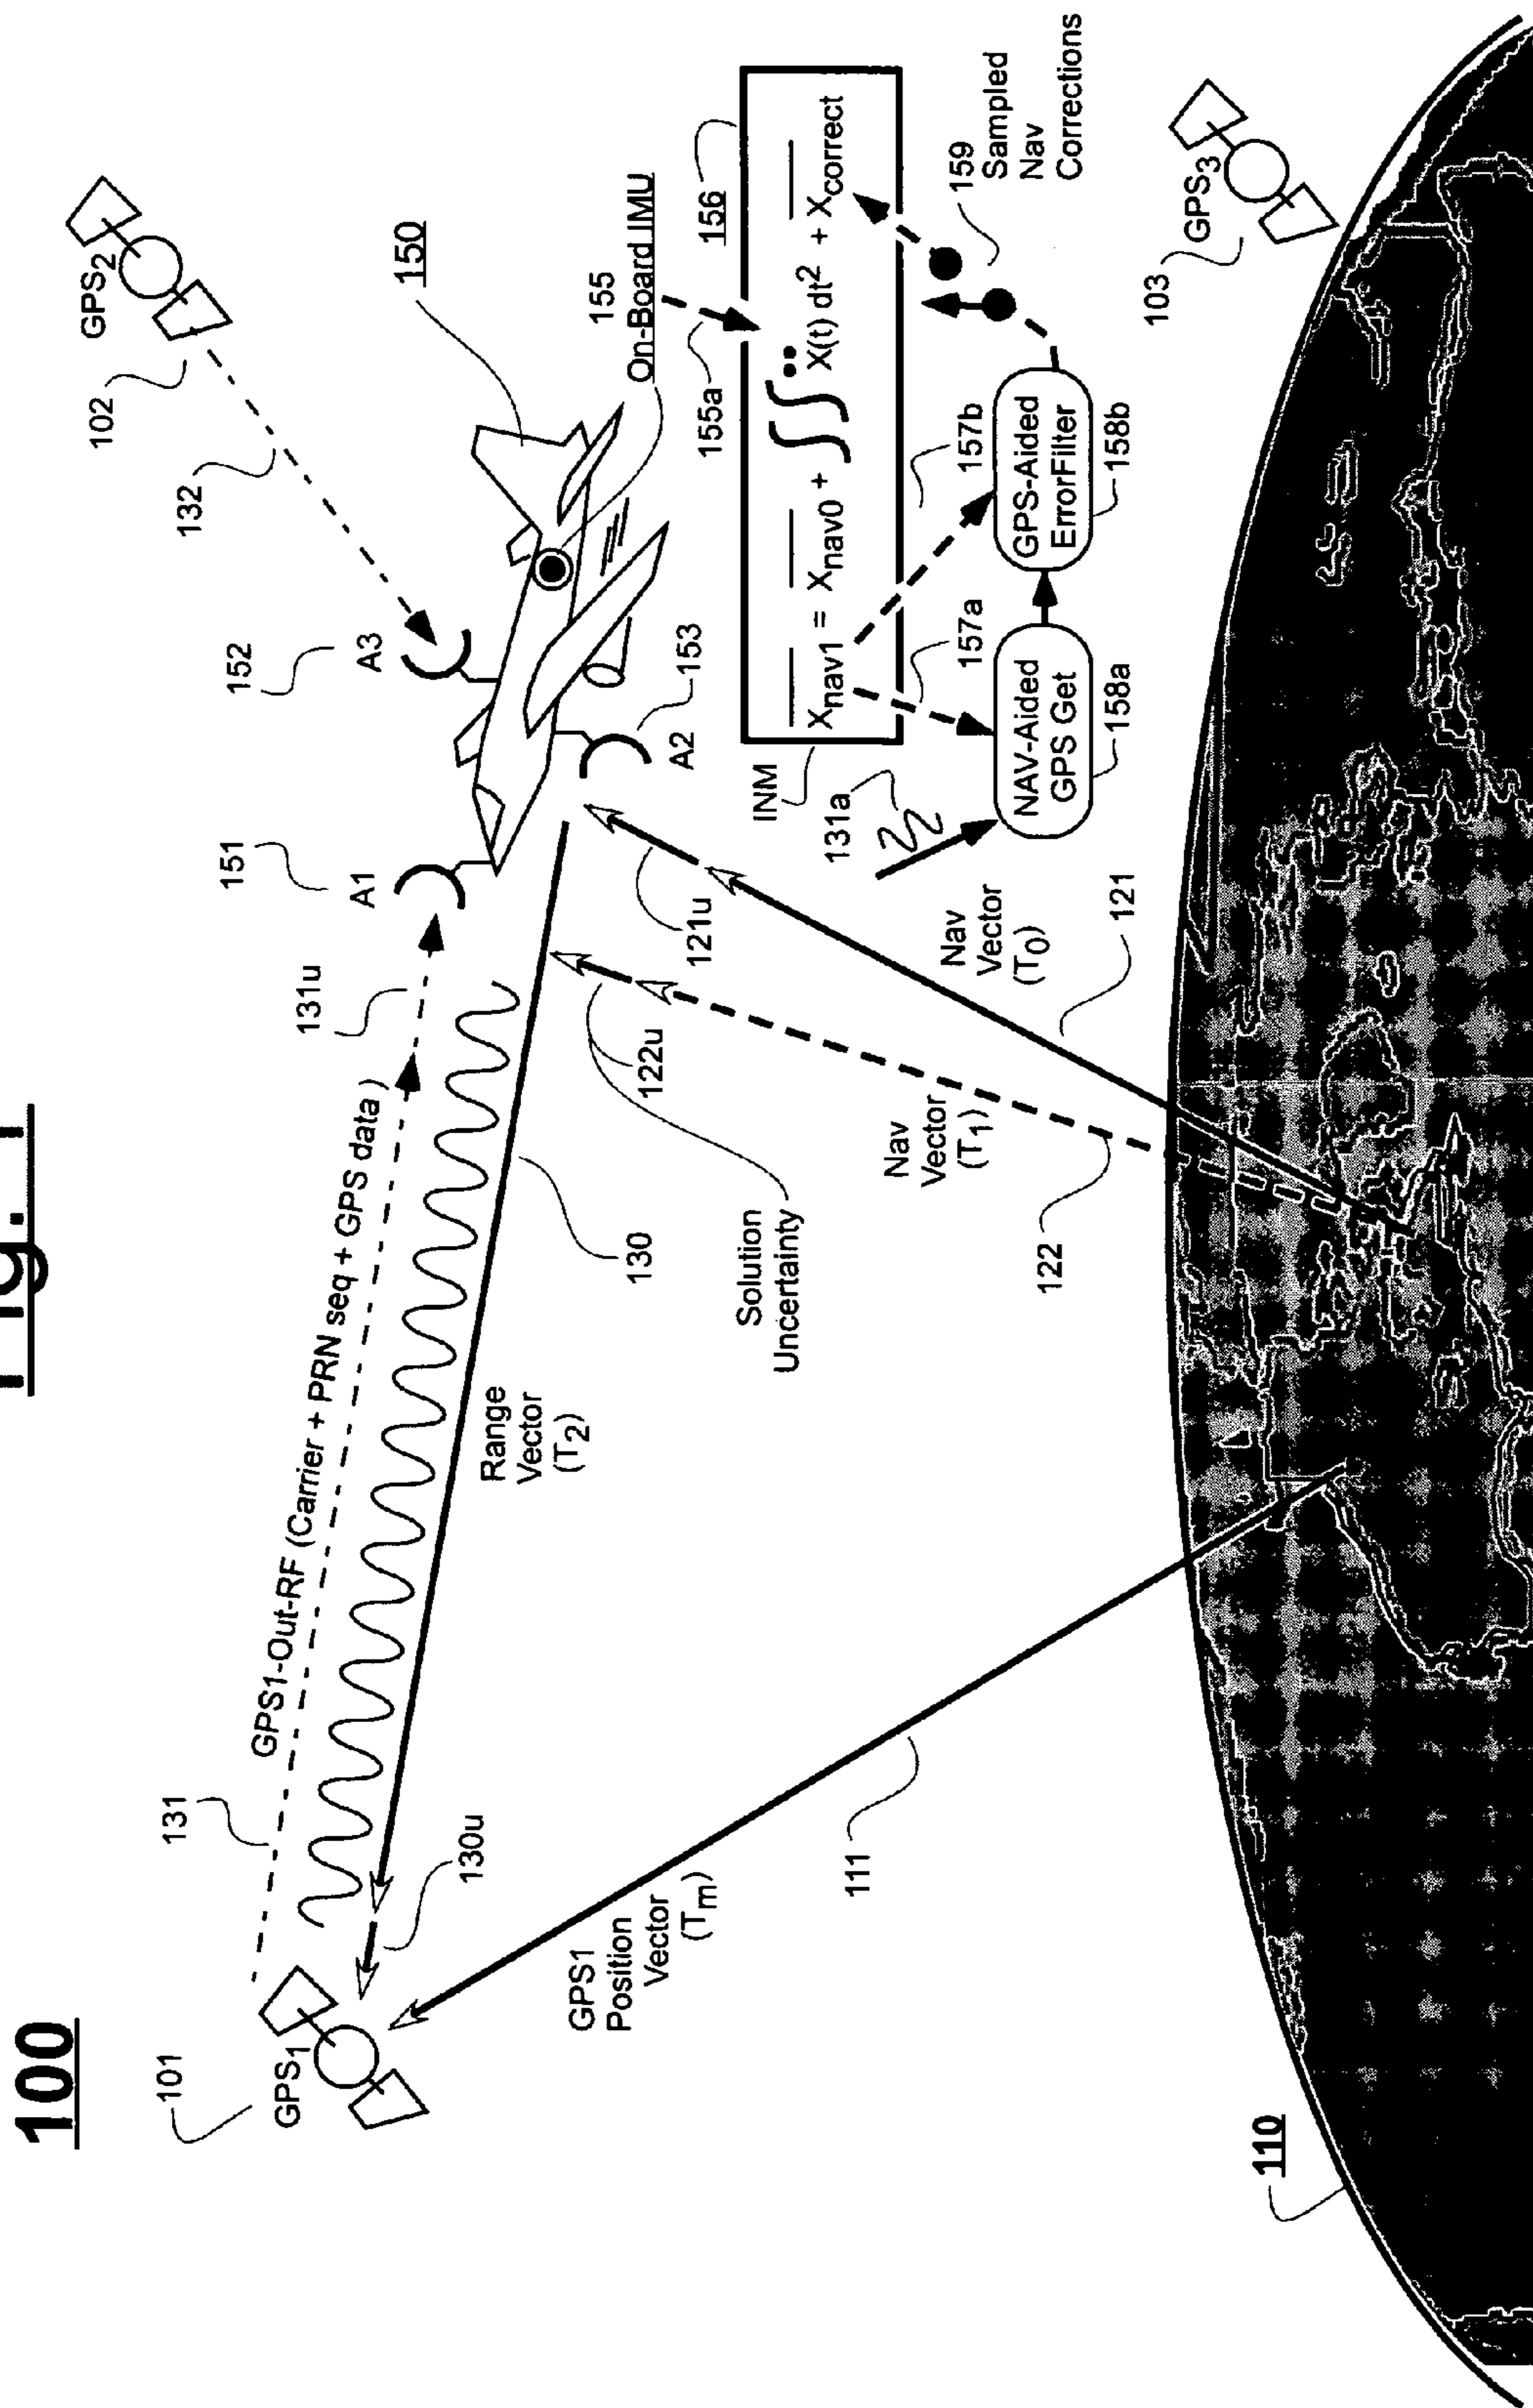 Fig. 1
100
101
GPS1
131
GPS1-Out-RF (Carrier + PRN seq + GPS data)
131u
130u
130
Range
Vector
(T2)
GPS1
Position
Vector
(Tm)
111
GPS2
102
132
151
A1
152
A3
150
153
A2
155
On-Board IMU
155a
156
INM
Xnav1 = Xnav0 + ∫∫ Ẍ(t) dt² + Xcorrect
157a
157b
131a
NAV-Aided
GPS Get
158a
GPS-Aided
ErrorFilter
158b
159
Sampled
Nav
Corrections
121u
122u
Solution
Uncertainty
Nav
Vector
(T0)
121
Nav
Vector
(T1)
122
GPS3
103
110